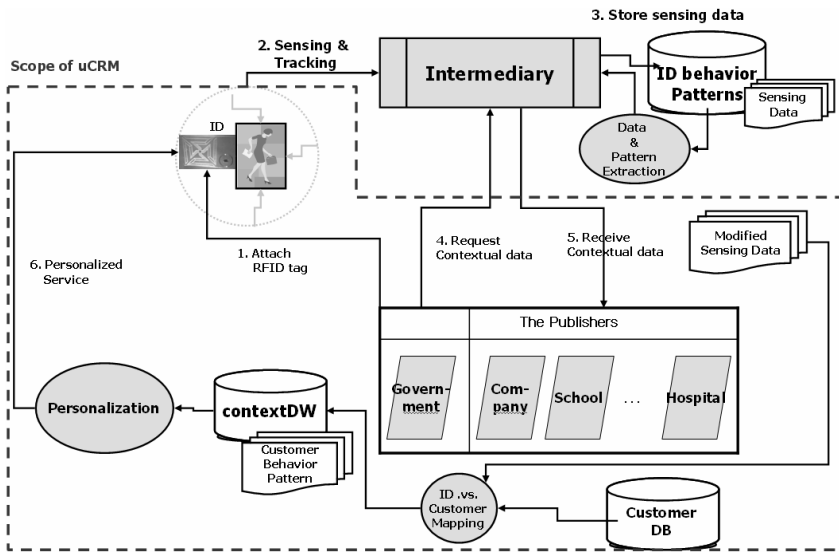 3. Store sensing data
2. Sensing &
Tracking
Intermediary
ID behavior
Patterns
Sensing
Data
Scope of uCRM
ID
Data
&
Pattern
Extraction
1. Attach
RFID tag
4. Request
Contextual data
5. Receive
Contextual data
Modified
Sensing Data
6. Personalized
Service
The Publishers
Govern-
ment
Com-
pany
School
...
Hospital
Personalization
contextDW
Customer
Behavior
Pattern
ID .vs.
Customer
Mapping
Customer
DB